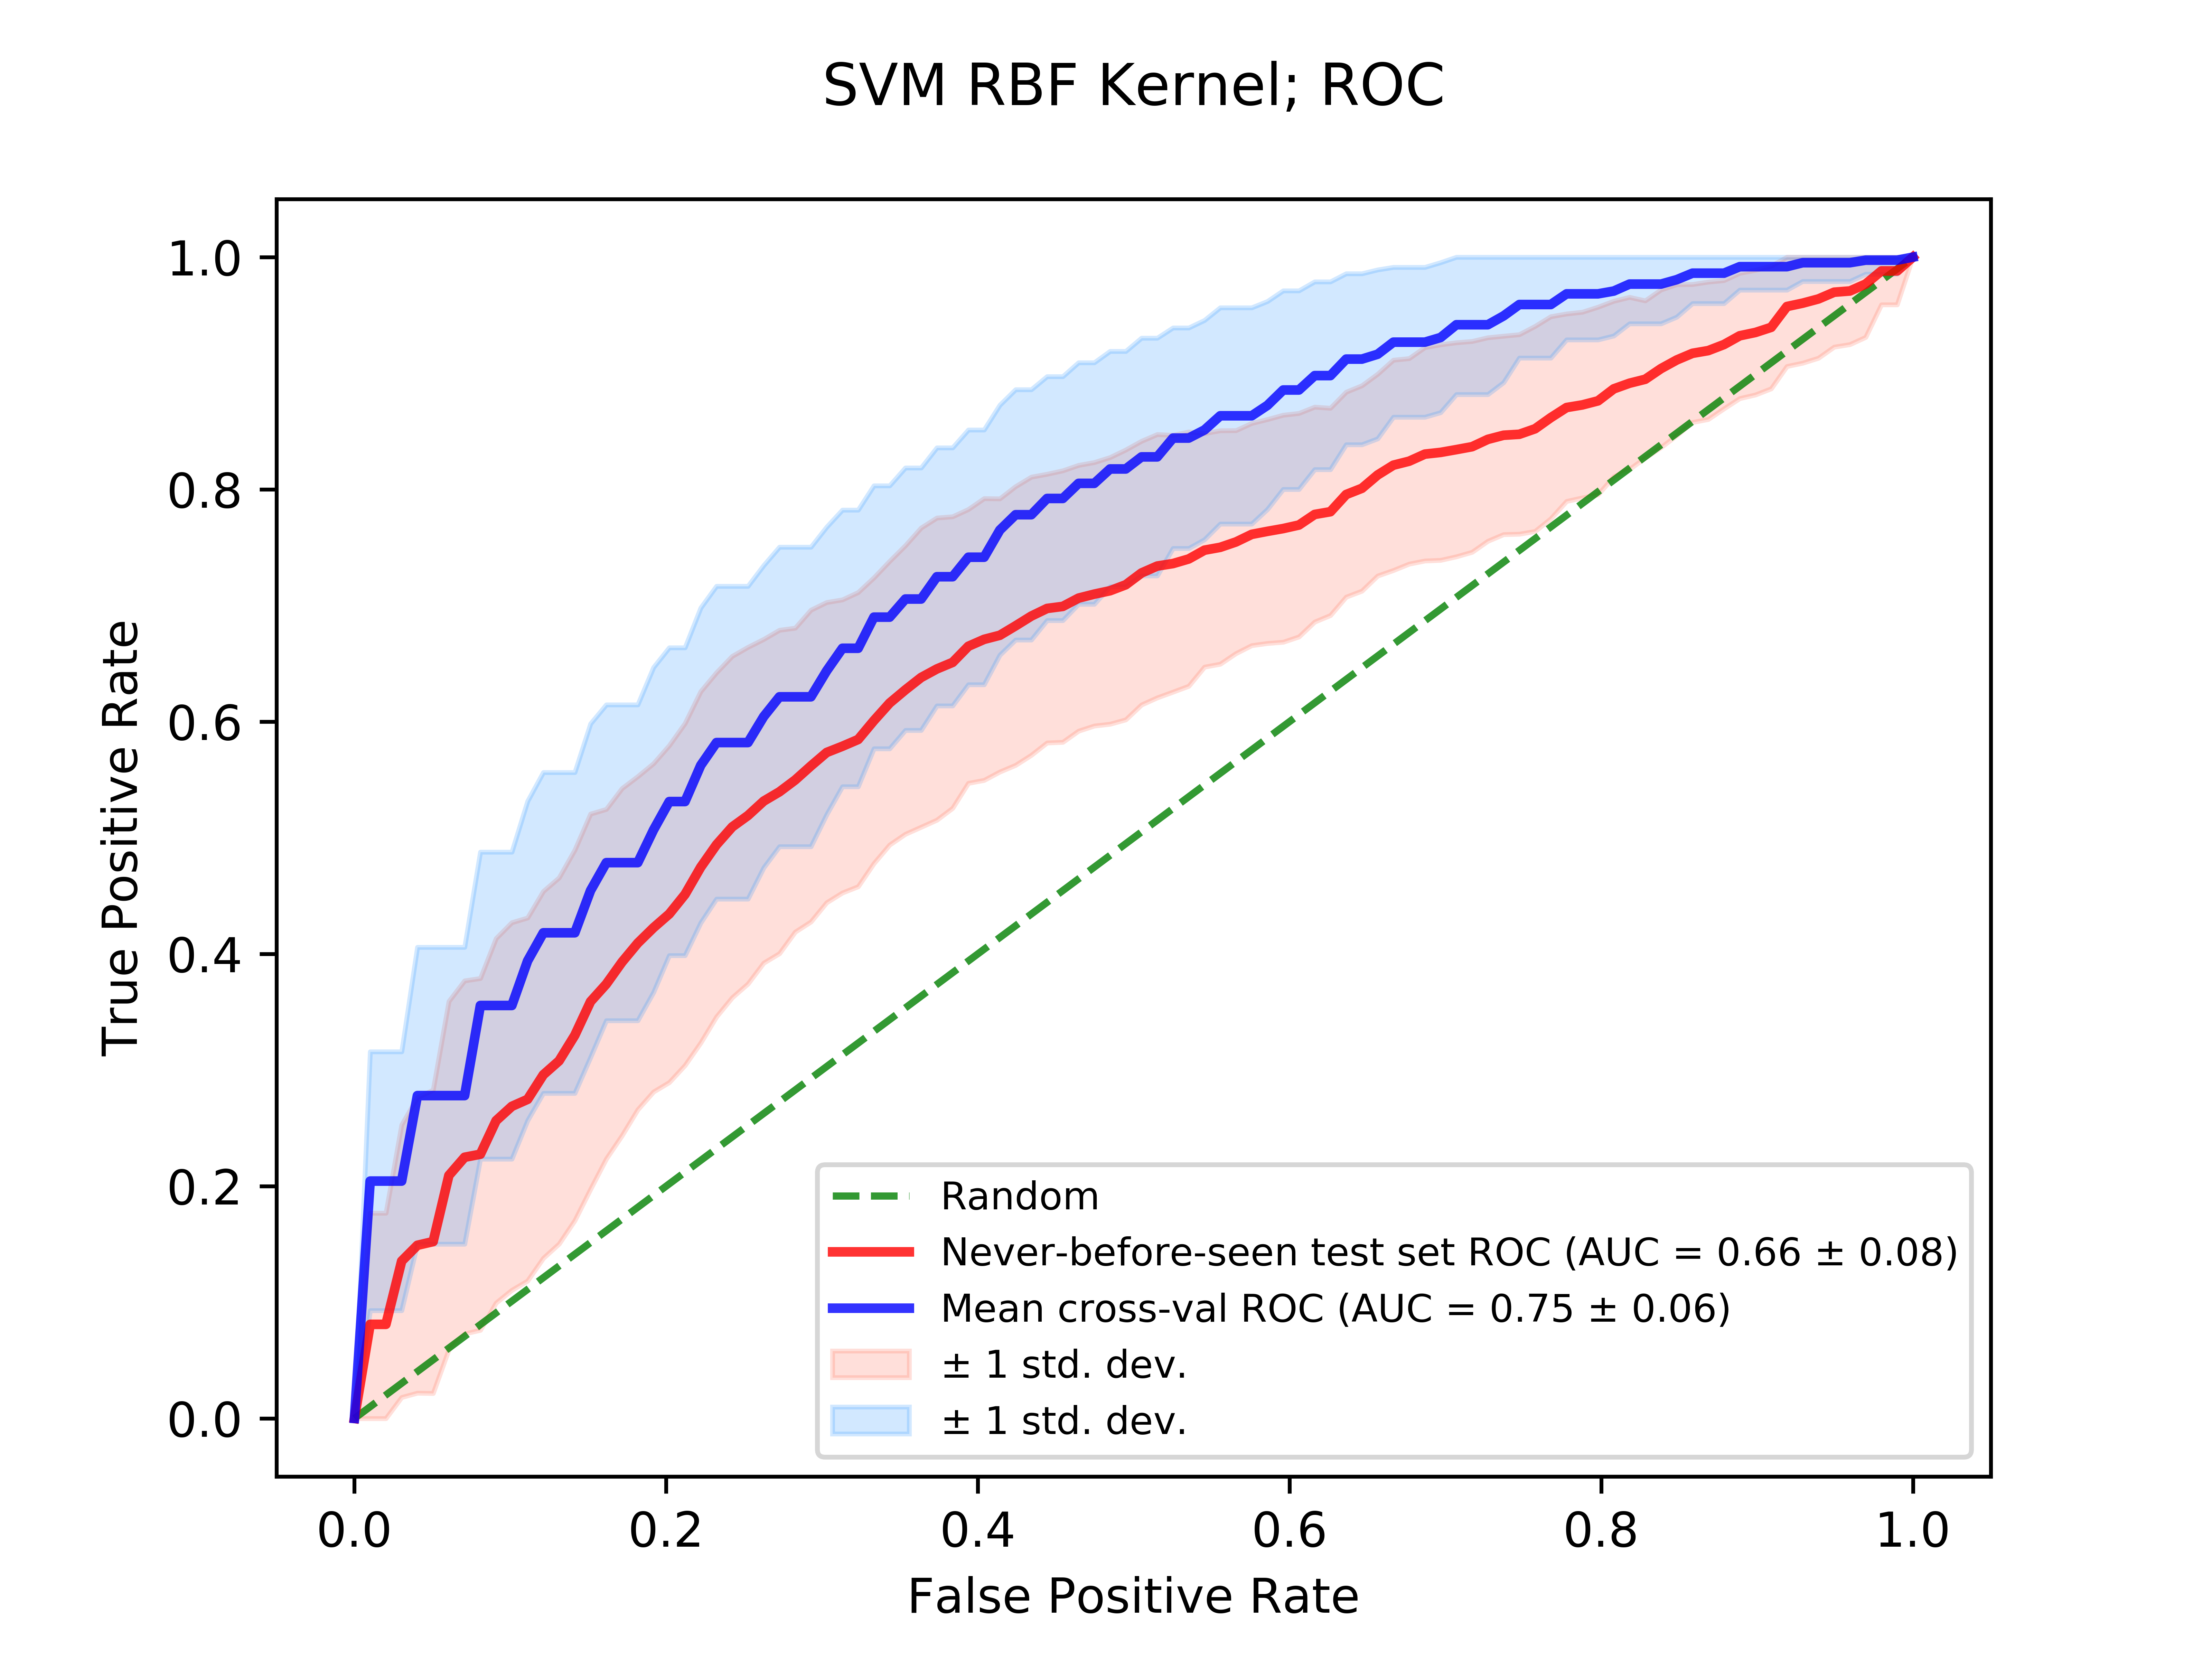 SVM RBF Kernel; ROC
True Positive Rate
1.0
0.8
0.6
0.4
0.2
0.0
Random
Never-before-seen test set ROC (AUC = 0.66 ± 0.08)
Mean cross-val ROC (AUC = 0.75 ± 0.06)
± 1 std. dev.
± 1 std. dev.
0.0 0.2 0.4 0.6 0.8 1.0
False Positive Rate